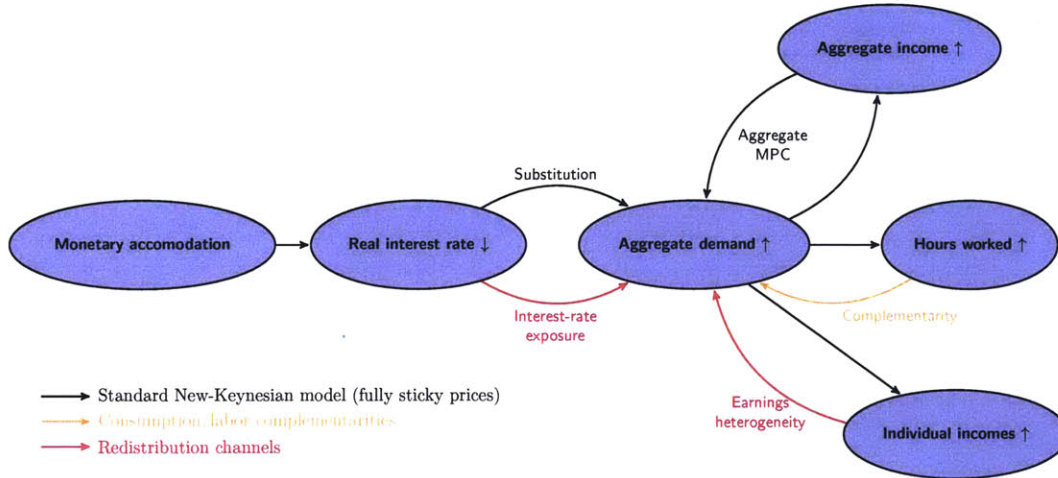 Aggregate income ↑
Aggregate
MPC
Substitution
Monetary accomodation
Real interest rate ↓
Aggregate demand ↑
Hours worked ↑
Interest-rate
exposure
Complementarity
Standard New-Keynesian model (fully sticky prices)
Consumption/labor complementarities
Redistribution channels
Earnings
heterogeneity
Individual incomes ↑